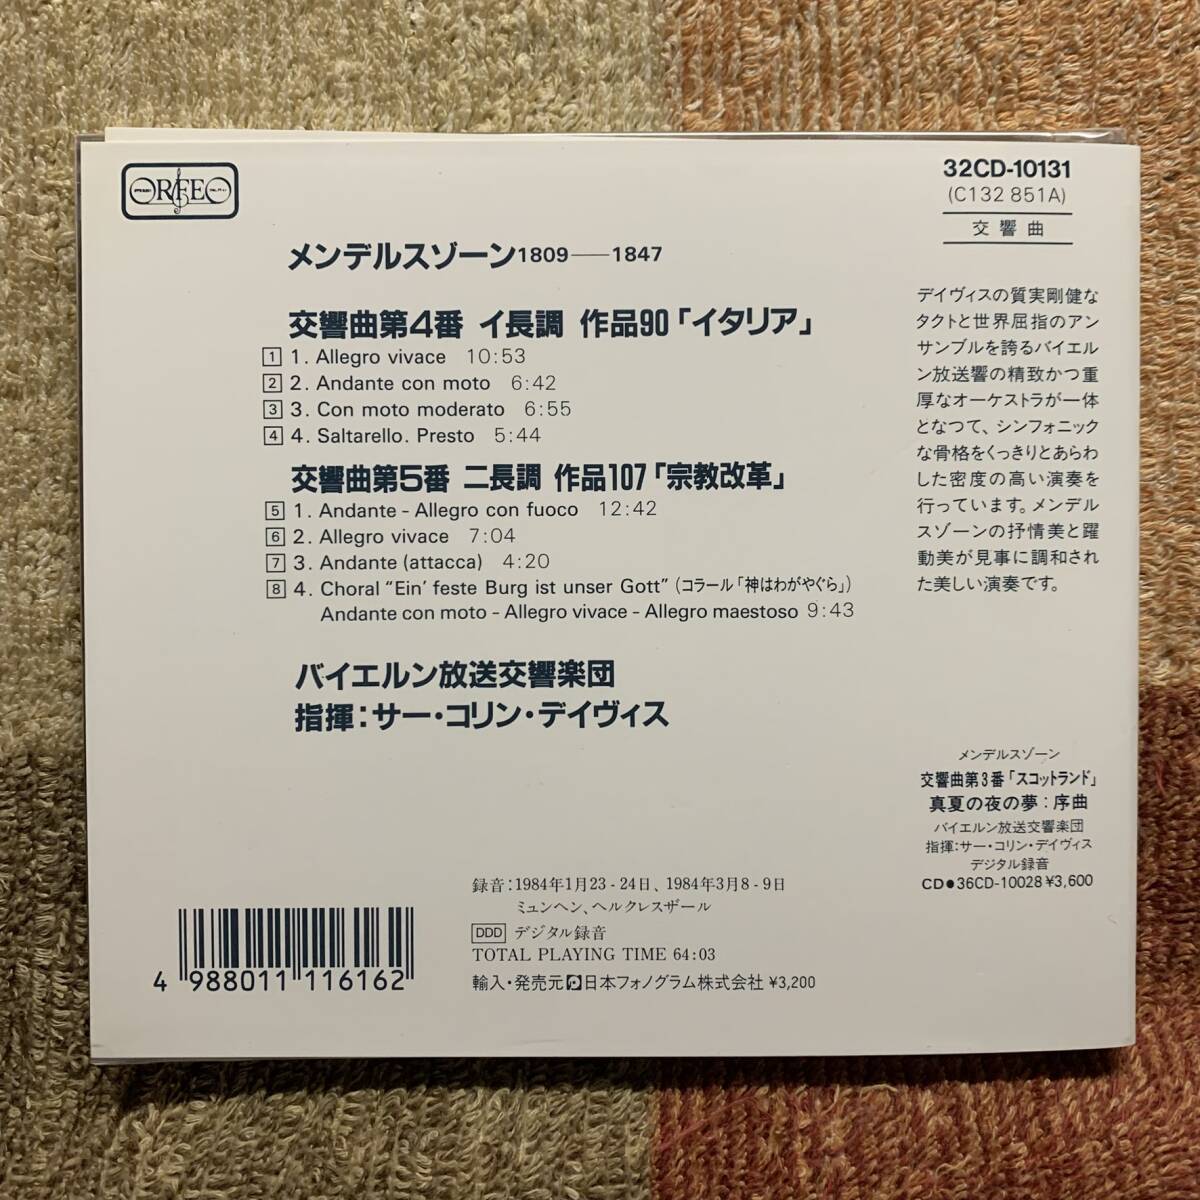 ORFEO
32CD-10131
(C132 851A)
交響曲
メンデルスゾーン1809——1847
交響曲第4番 イ長調 作品90「イタリア」
1 1. Allegro vivace 10:53
2 2. Andante con moto 6:42
3 3. Con moto moderato 6:55
4 4. Saltarello. Presto 5:44
交響曲第5番 ニ長調 作品107「宗教改革」
5 1. Andante – Allegro con fuoco 12:42
6 2. Allegro vivace 7:04
7 3. Andante (attacca) 4:20
8 4. Choral “Ein’ feste Burg ist unser Gott” (コラール「神はわがやぐら」)
Andante con moto – Allegro vivace – Allegro maestoso 9:43
バイエルン放送交響楽団
指揮：サー・コリン・デイヴィス
デイヴィスの質実剛健な
タクトと世界屈指のアン
サンブルを誇るバイエル
ン放送響の精致かつ重
厚なオーケストラが一体
となつて、シンフォニック
な骨格をくっきりとあらわ
した密度の高い演奏を
行っています。メンデル
スゾーンの抒情美と躍
動美が見事に調和され
た美しい演奏です。
メンデルスゾーン
交響曲第3番「スコットランド」
真夏の夜の夢：序曲
バイエルン放送交響楽団
指揮：サー・コリン・デイヴィス
デジタル録音
CD●36CD-10028 ¥3,600
録音：1984年1月23-24日、1984年3月8-9日
ミュンヘン、ヘルクレスザール
DDD デジタル録音
TOTAL PLAYING TIME 64:03
輸入・発売元 日本フォノグラム株式会社 ¥3,200
4 988011 116162